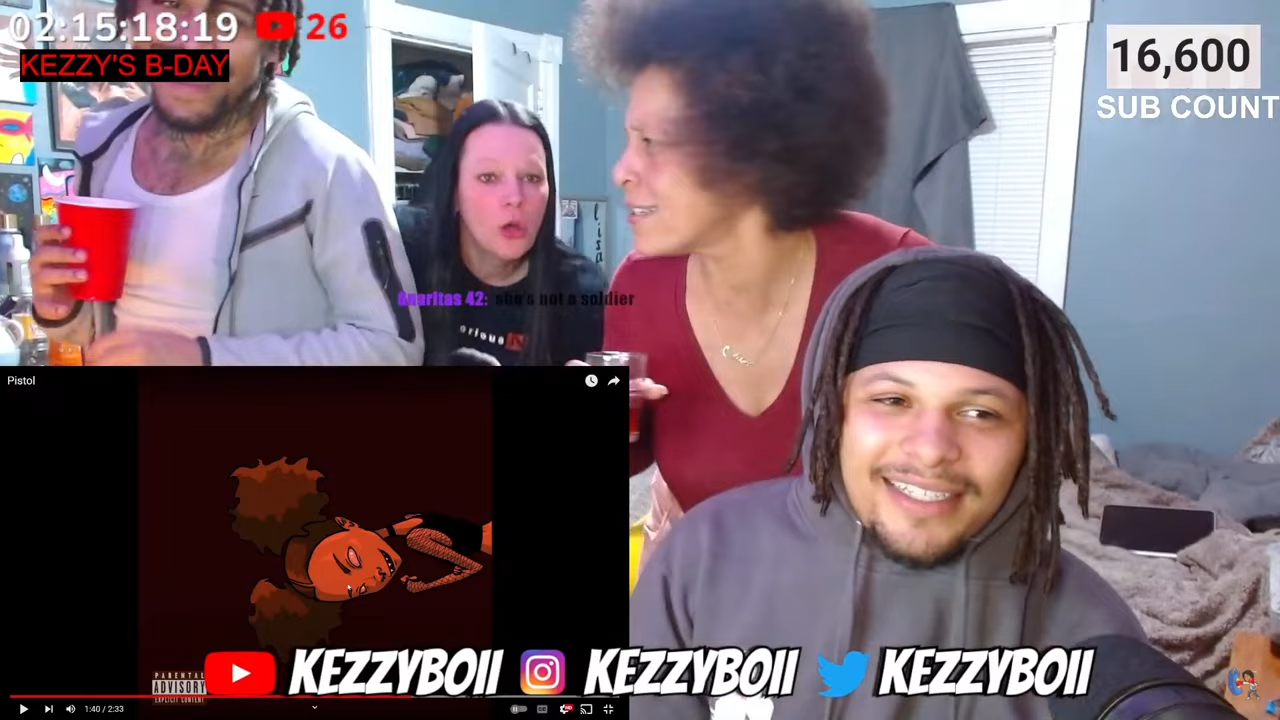 02:15:18:19 26
KEZZY'S B-DAY
16,600
SUB COUNT
Anaritas 42: she's not a soldier
Pistol
PARENTAL
ADVISORY
EXPLICIT CONTENT
KEZZYBOII KEZZYBOII KEZZYBOII
1:40 / 2:33